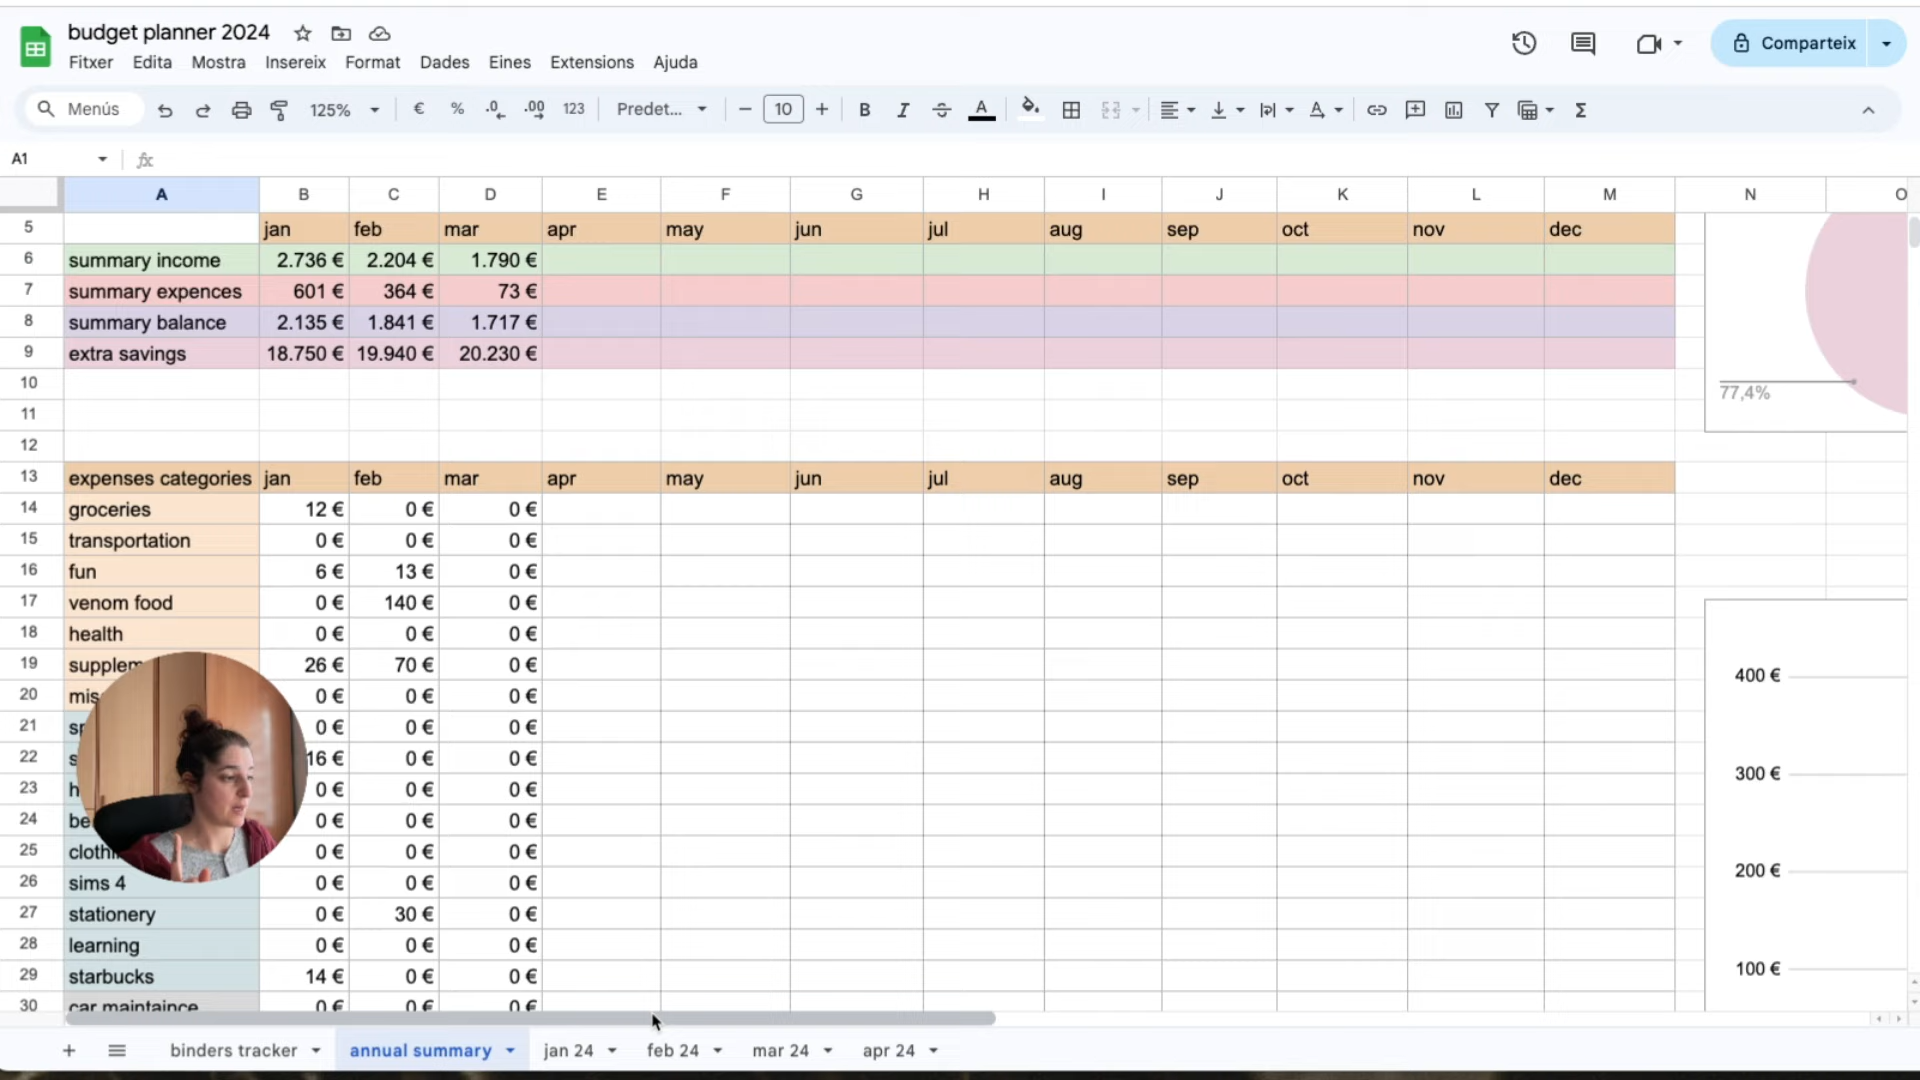 budget planner 2024
Fitxer Edita Mostra Insereix Format Dades Eines Extensions Ajuda
Comparteix
Menús 125% € % .0 .00 123 Predet... 10 B I A
A1 fx
A B C D E F G H I J K L M N O
5 jan feb mar apr may jun jul aug sep oct nov dec
6 summary income 2.736 € 2.204 € 1.790 €
7 summary expences 601 € 364 € 73 €
8 summary balance 2.135 € 1.841 € 1.717 €
9 extra savings 18.750 € 19.940 € 20.230 €
10
77,4%
11
12
13 expenses categories jan feb mar apr may jun jul aug sep oct nov dec
14 groceries 12 € 0 € 0 €
15 transportation 0 € 0 € 0 €
16 fun 6 € 13 € 0 €
17 venom food 0 € 140 € 0 €
18 health 0 € 0 € 0 €
19 supplem 26 € 70 € 0 €
400 €
20 mis 0 € 0 € 0 €
21 sp 0 € 0 € 0 €
22 s 16 € 0 € 0 €
300 €
23 h 0 € 0 € 0 €
24 be 0 € 0 € 0 €
25 clothi 0 € 0 € 0 €
26 sims 4 0 € 0 € 0 €
200 €
27 stationery 0 € 30 € 0 €
28 learning 0 € 0 € 0 €
29 starbucks 14 € 0 € 0 €
100 €
30 car maintaince 0 € 0 € 0 €
binders tracker annual summary jan 24 feb 24 mar 24 apr 24